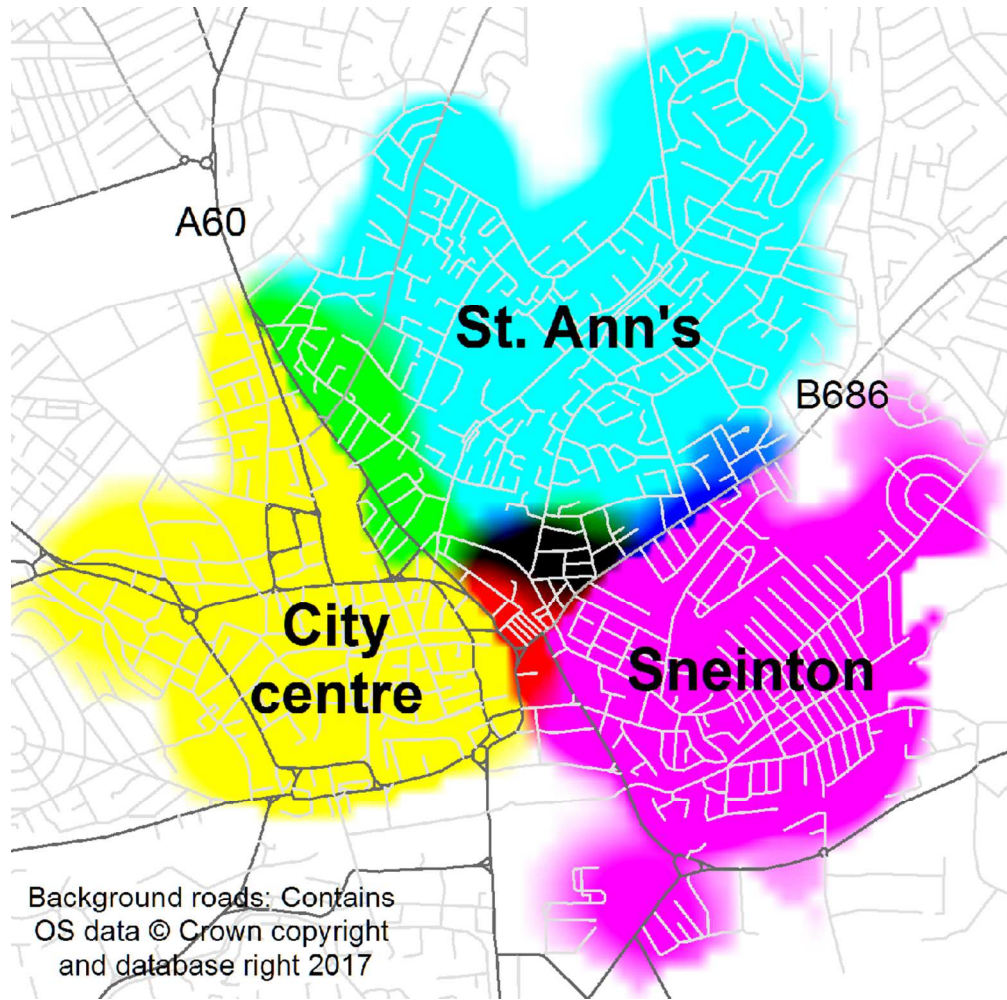 A60
St. Ann's
B686
City
centre
Sneinton
Background roads: Contains
OS data © Crown copyright
and database right 2017